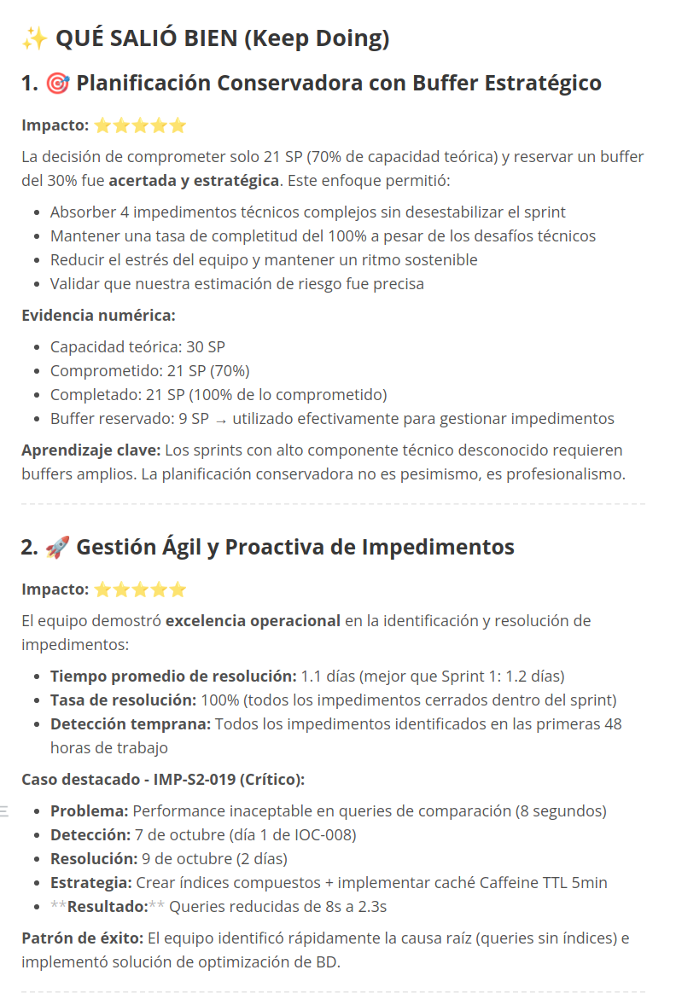 ✨ QUÉ SALIÓ BIEN (Keep Doing)
1. 🎯 Planificación Conservadora con Buffer Estratégico
Impacto: ⭐⭐⭐⭐⭐
La decisión de comprometer solo 21 SP (70% de capacidad teórica) y reservar un buffer
del 30% fue acertada y estratégica. Este enfoque permitió:
• Absorber 4 impedimentos técnicos complejos sin desestabilizar el sprint
• Mantener una tasa de completitud del 100% a pesar de los desafíos técnicos
• Reducir el estrés del equipo y mantener un ritmo sostenible
• Validar que nuestra estimación de riesgo fue precisa
Evidencia numérica:
• Capacidad teórica: 30 SP
• Comprometido: 21 SP (70%)
• Completado: 21 SP (100% de lo comprometido)
• Buffer reservado: 9 SP → utilizado efectivamente para gestionar impedimentos
Aprendizaje clave: Los sprints con alto componente técnico desconocido requieren
buffers amplios. La planificación conservadora no es pesimismo, es profesionalismo.
2. 🚀 Gestión Ágil y Proactiva de Impedimentos
Impacto: ⭐⭐⭐⭐⭐
El equipo demostró excelencia operacional en la identificación y resolución de
impedimentos:
• Tiempo promedio de resolución: 1.1 días (mejor que Sprint 1: 1.2 días)
• Tasa de resolución: 100% (todos los impedimentos cerrados dentro del sprint)
• Detección temprana: Todos los impedimentos identificados en las primeras 48
horas de trabajo
Caso destacado - IMP-S2-019 (Crítico):
• Problema: Performance inaceptable en queries de comparación (8 segundos)
• Detección: 7 de octubre (día 1 de IOC-008)
• Resolución: 9 de octubre (2 días)
• Estrategia: Crear índices compuestos + implementar caché Caffeine TTL 5min
• **Resultado:** Queries reducidas de 8s a 2.3s
Patrón de éxito: El equipo identificó rápidamente la causa raíz (queries sin índices) e
implementó solución de optimización de BD.